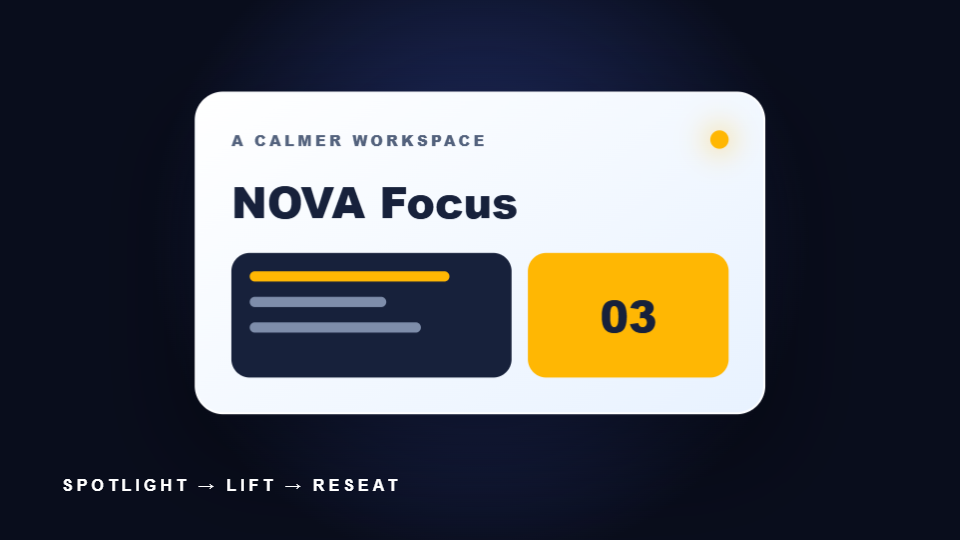 A CALMER WORKSPACE
NOVA Focus
03
SPOTLIGHT → LIFT → RESEAT